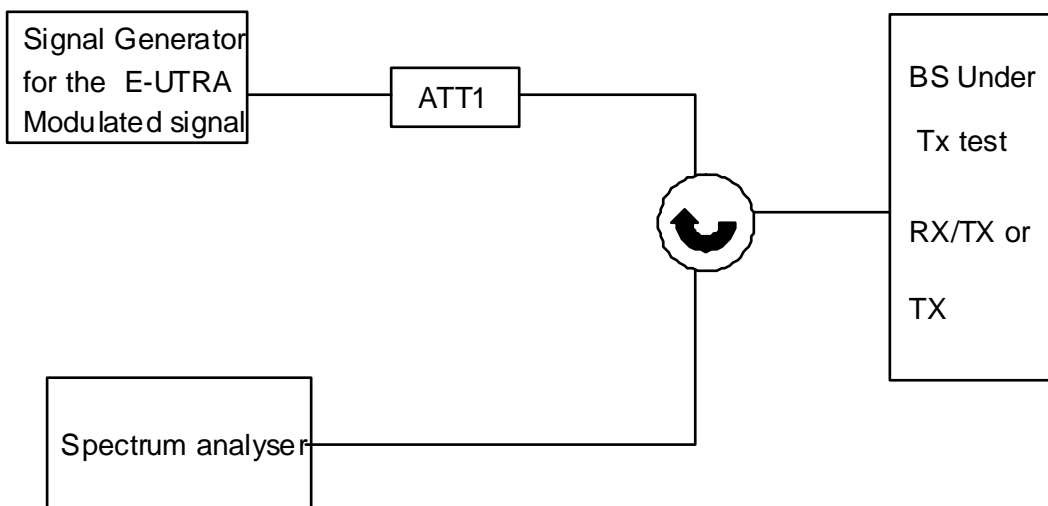 Signal Generator
for the E-UTRA
Modulated signal
ATT1
BS Under
Tx test
RX/TX or
TX
Spectrum analyser